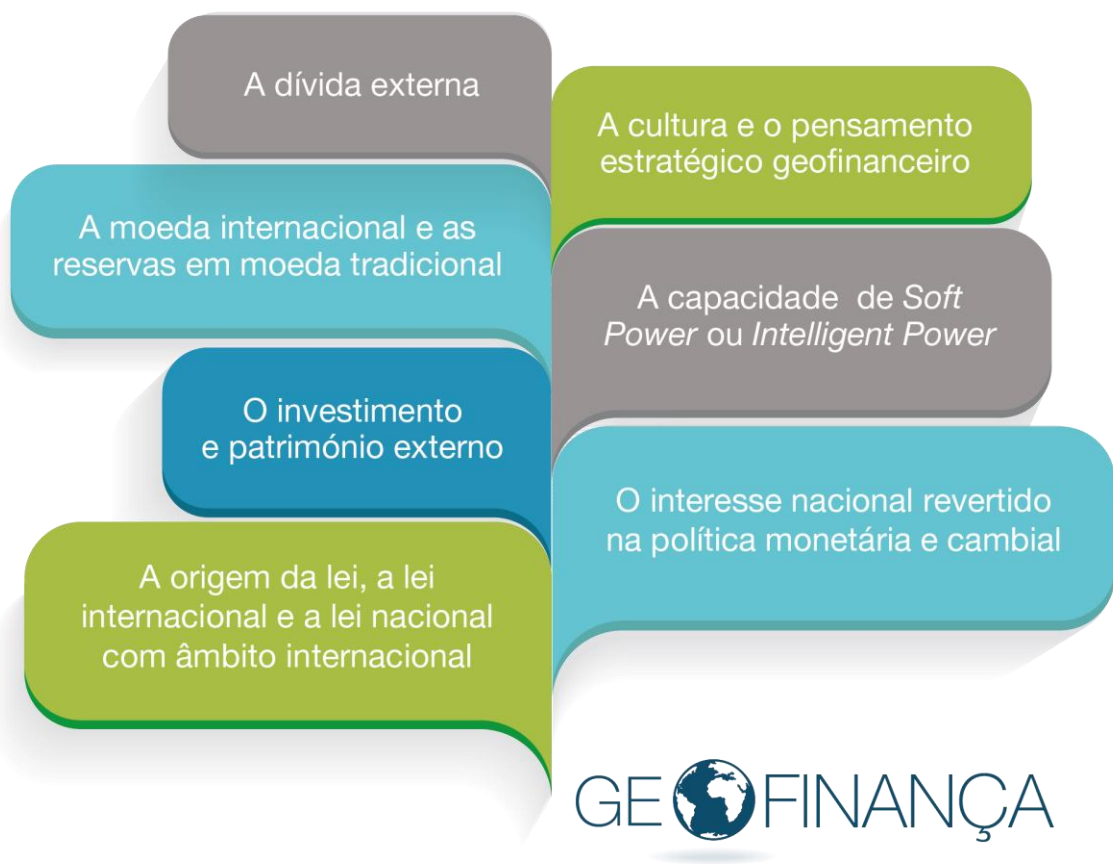 A dívida externa
A cultura e o pensamento
estratégico geofinanceiro
A moeda internacional e as
reservas em moeda tradicional
A capacidade de Soft
Power ou Intelligent Power
O investimento
e património externo
O interesse nacional revertido
na política monetária e cambial
A origem da lei, a lei
internacional e a lei nacional
com âmbito internacional
GEOFINANÇA